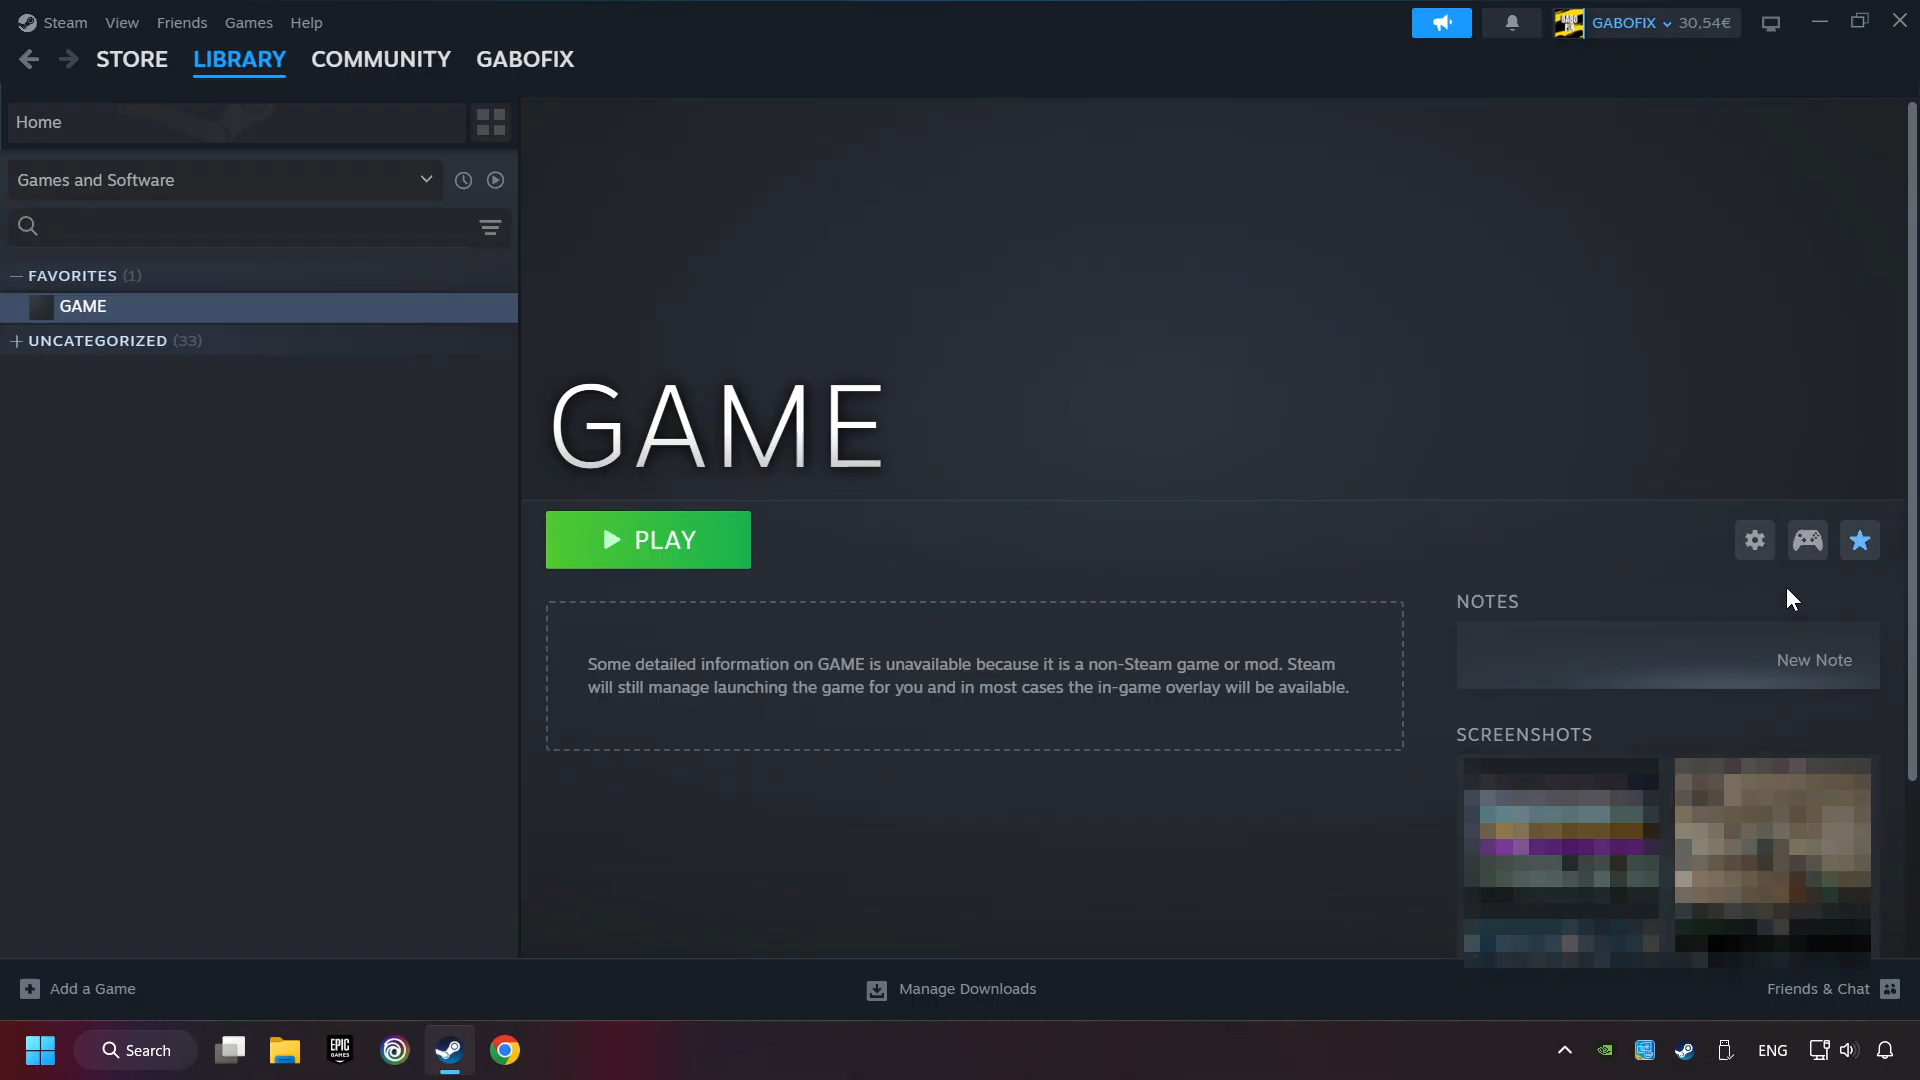 Steam View Friends Games Help
GABOFIX 30,54€
STORE LIBRARY COMMUNITY GABOFIX
Home
Games and Software
FAVORITES (1)
GAME
UNCATEGORIZED (33)
GAME
PLAY
Some detailed information on GAME is unavailable because it is a non-Steam game or mod. Steam
will still manage launching the game for you and in most cases the in-game overlay will be available.
NOTES
New Note
SCREENSHOTS
Add a Game
Manage Downloads
Friends & Chat
Search
EPIC
GAMES
ENG